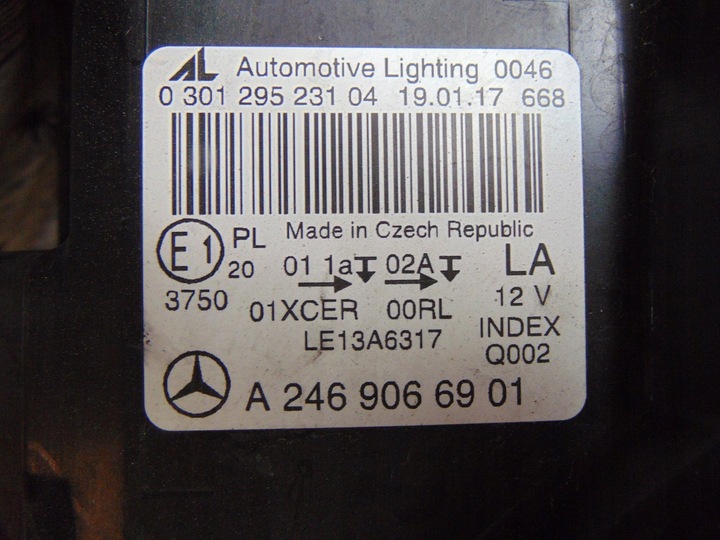 AL Automotive Lighting 0046
0 301 295 231 04 19.01.17 668
Made in Czech Republic
E1 PL 01 1a 02A LA
20
3750 01XCER 00RL 12 V
LE13A6317 INDEX
Q002
A 246 906 69 01